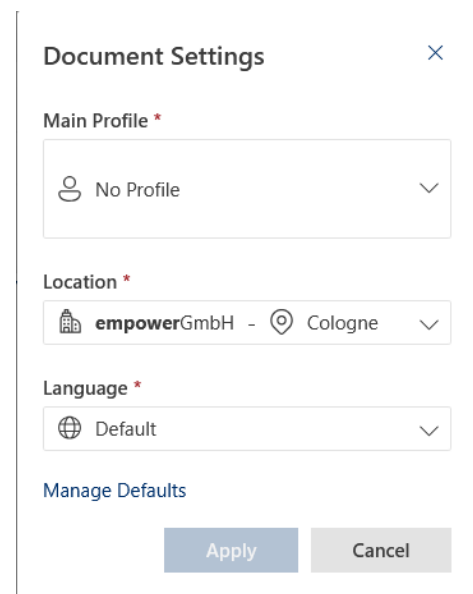 Document Settings
Main Profile *
No Profile
Location *
empowerGmbH - Cologne
Language *
Default
Manage Defaults
Apply Cancel